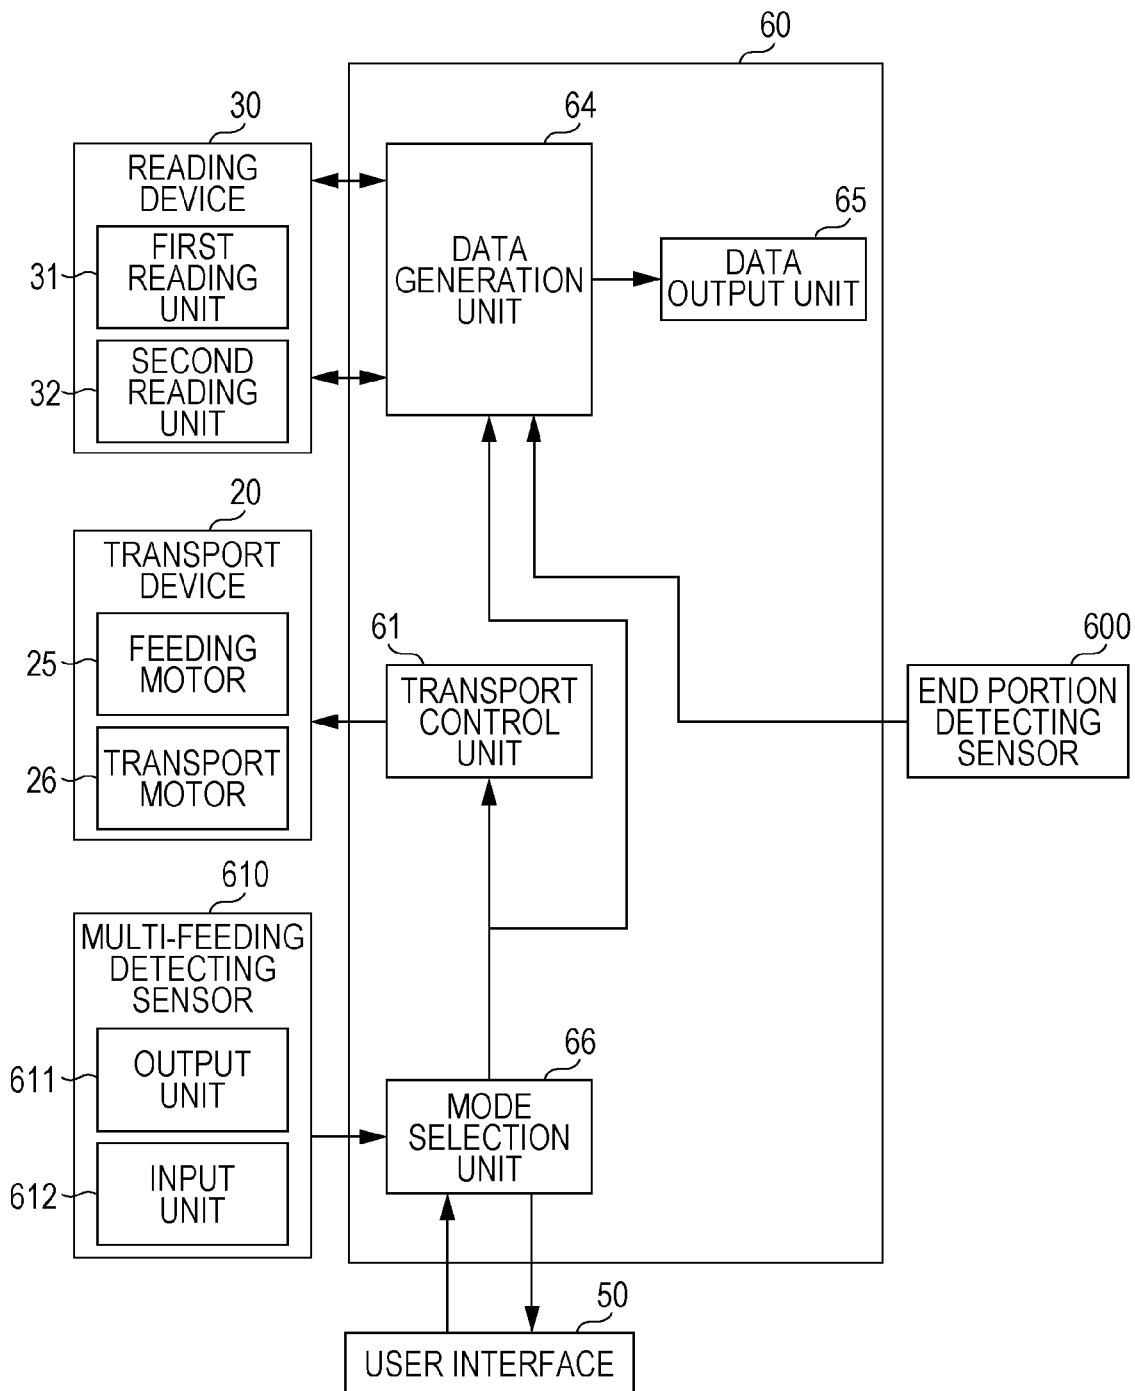 60
30
READING
DEVICE
31
FIRST
READING
UNIT
32
SECOND
READING
UNIT
64
DATA
GENERATION
UNIT
65
DATA
OUTPUT UNIT
20
TRANSPORT
DEVICE
25
FEEDING
MOTOR
26
TRANSPORT
MOTOR
61
TRANSPORT
CONTROL
UNIT
600
END PORTION
DETECTING
SENSOR
610
MULTI-FEEDING
DETECTING
SENSOR
611
OUTPUT
UNIT
612
INPUT
UNIT
66
MODE
SELECTION
UNIT
50
USER INTERFACE